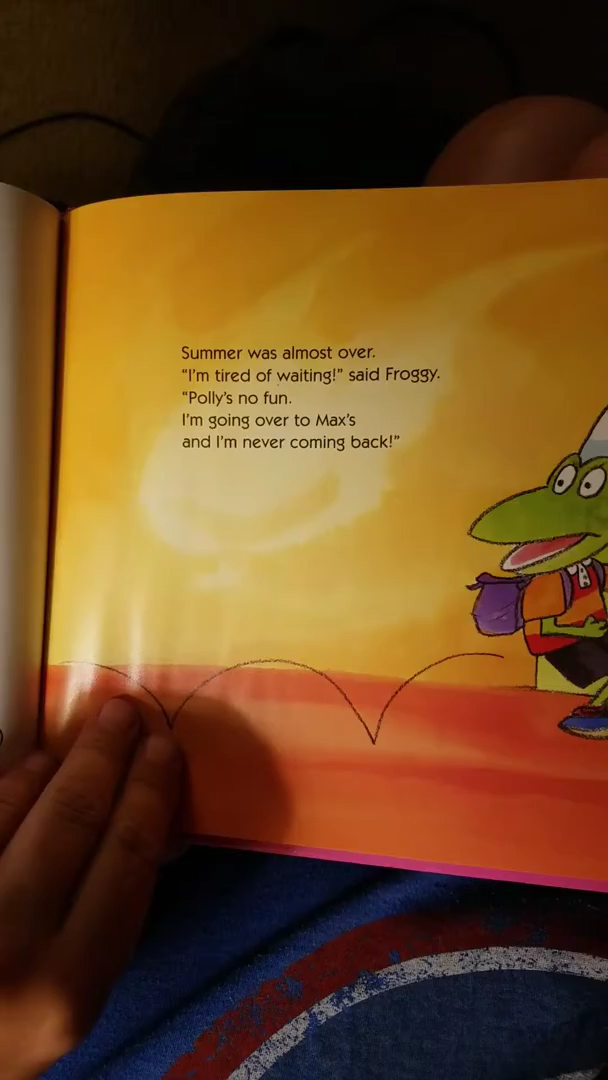 Summer was almost over.
“I’m tired of waiting!” said Froggy.
“Polly’s no fun.
I’m going over to Max’s
and I’m never coming back!”